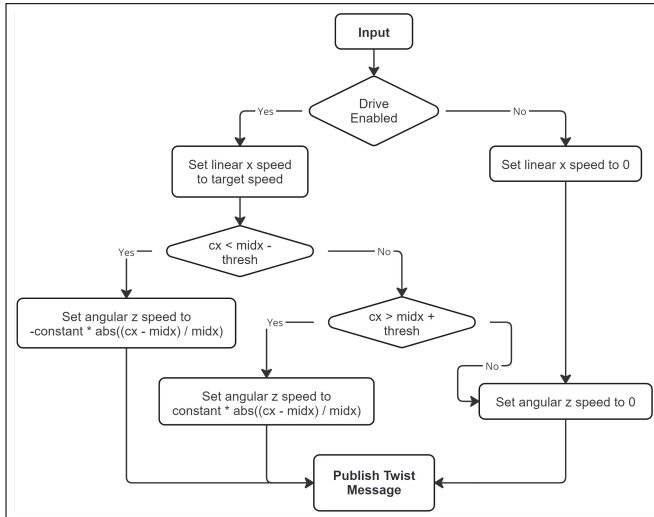 Input
Drive
Enabled
Yes
No
Set linear x speed
to target speed
Set linear x speed to 0
cx < midx -
thresh
Yes
No
Set angular z speed to
-constant * abs((cx - midx) / midx)
cx > midx +
thresh
Yes
No
Set angular z speed to
constant * abs((cx - midx) / midx)
Set angular z speed to 0
Publish Twist
Message